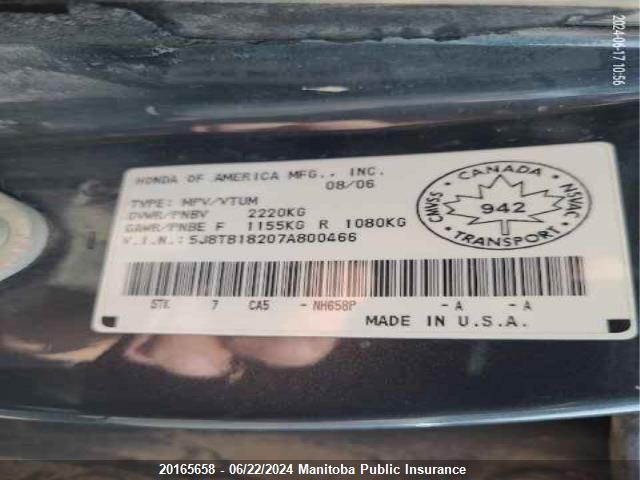 2024-06-17 10:56
HONDA OF AMERICA MFG., INC.
08/06
TYPE: MPV/VTUM
GVWR/PNBV 2220KG
GAWR/PNBE F 1155KG R 1080KG
V.I.N.: 5J8TB18207A800466
CANADA
CMVSS 942 NSVAC
TRANSPORT
STK 7 CA5 - NH658P - A - A
MADE IN U.S.A.
20165658 - 06/22/2024 Manitoba Public Insurance